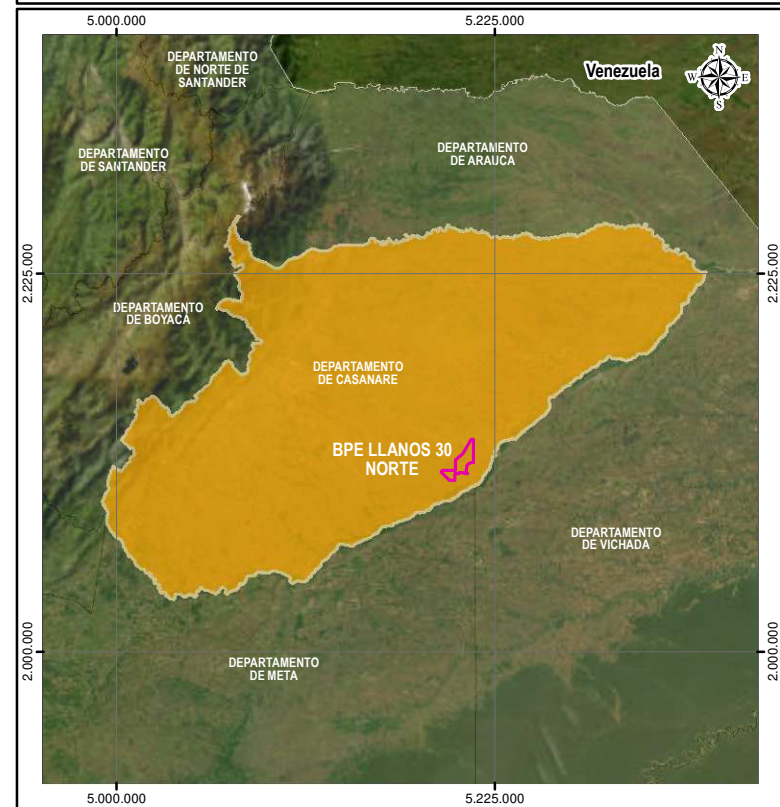 5.000.000
5.225.000
DEPARTAMENTO
DE NORTE DE
SANTANDER
Venezuela
N
W
E
S
DEPARTAMENTO
DE SANTANDER
DEPARTAMENTO
DE ARAUCA
2.225.000
2.225.000
DEPARTAMENTO
DE BOYACÁ
DEPARTAMENTO
DE CASANARE
BPE LLANOS 30
NORTE
DEPARTAMENTO
DE VICHADA
2.000.000
2.000.000
DEPARTAMENTO
DE META
5.000.000
5.225.000